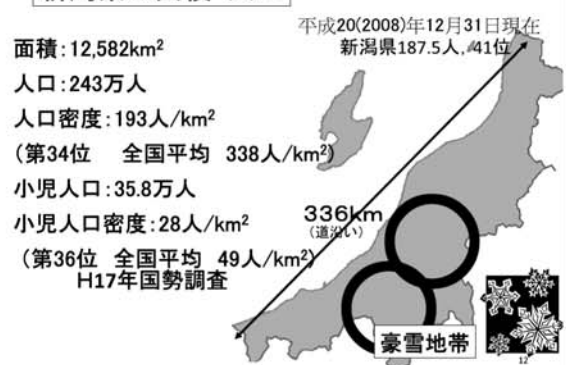 平成20(2008)年12月31日現在
新潟県187.5人, 41位
面積:12,582km²
人口:243万人
人口密度:193人/km²
(第34位 全国平均 338人/km²)
小児人口:35.8万人
小児人口密度:28人/km²
(第36位 全国平均 49人/km²)
H17年国勢調査
336km
(道沿い)
豪雪地帯
12